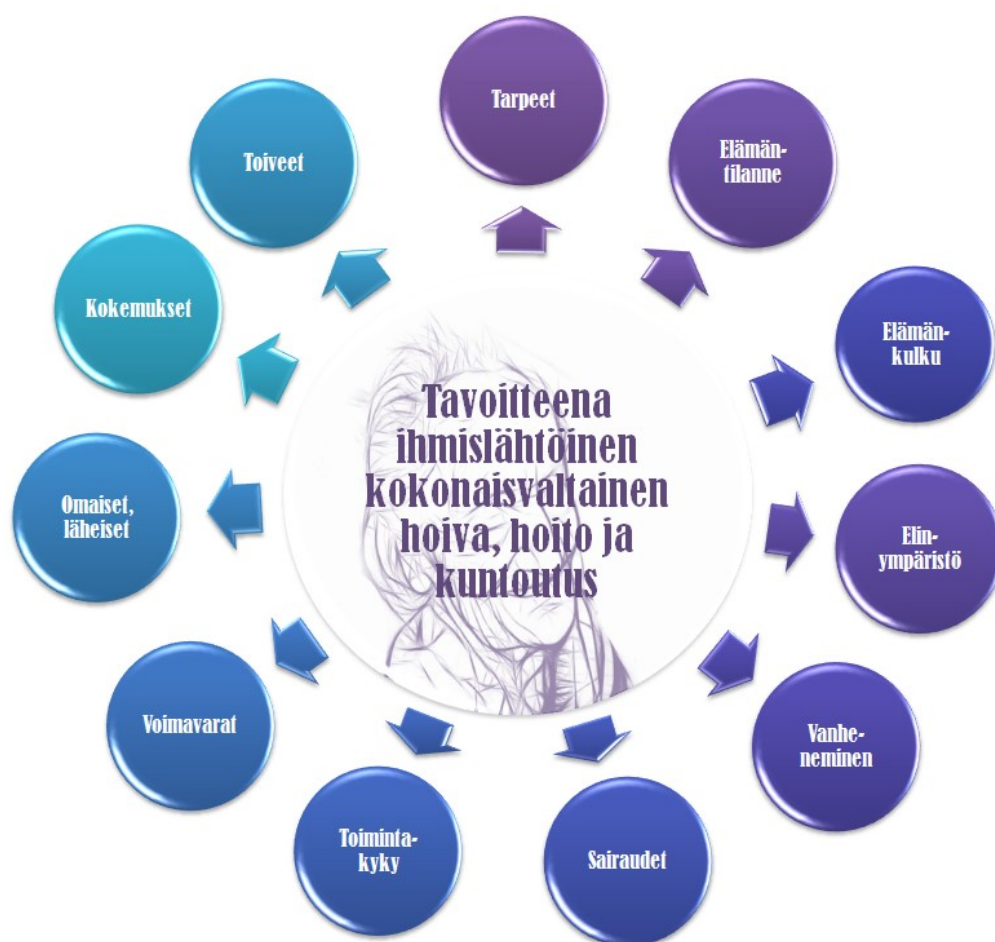 Tarpeet
Elämän-
tilanne
Elämän-
kulku
Elin-
ympäristö
Vanhe-
neminen
Sairaudet
Toiminta-
kyky
Voimavarat
Omaiset,
läheiset
Kokemukset
Toiveet
Tavoitteena
ihmislähtöinen
kokonaisvaltainen
hoiva, hoito ja
kuntoutus